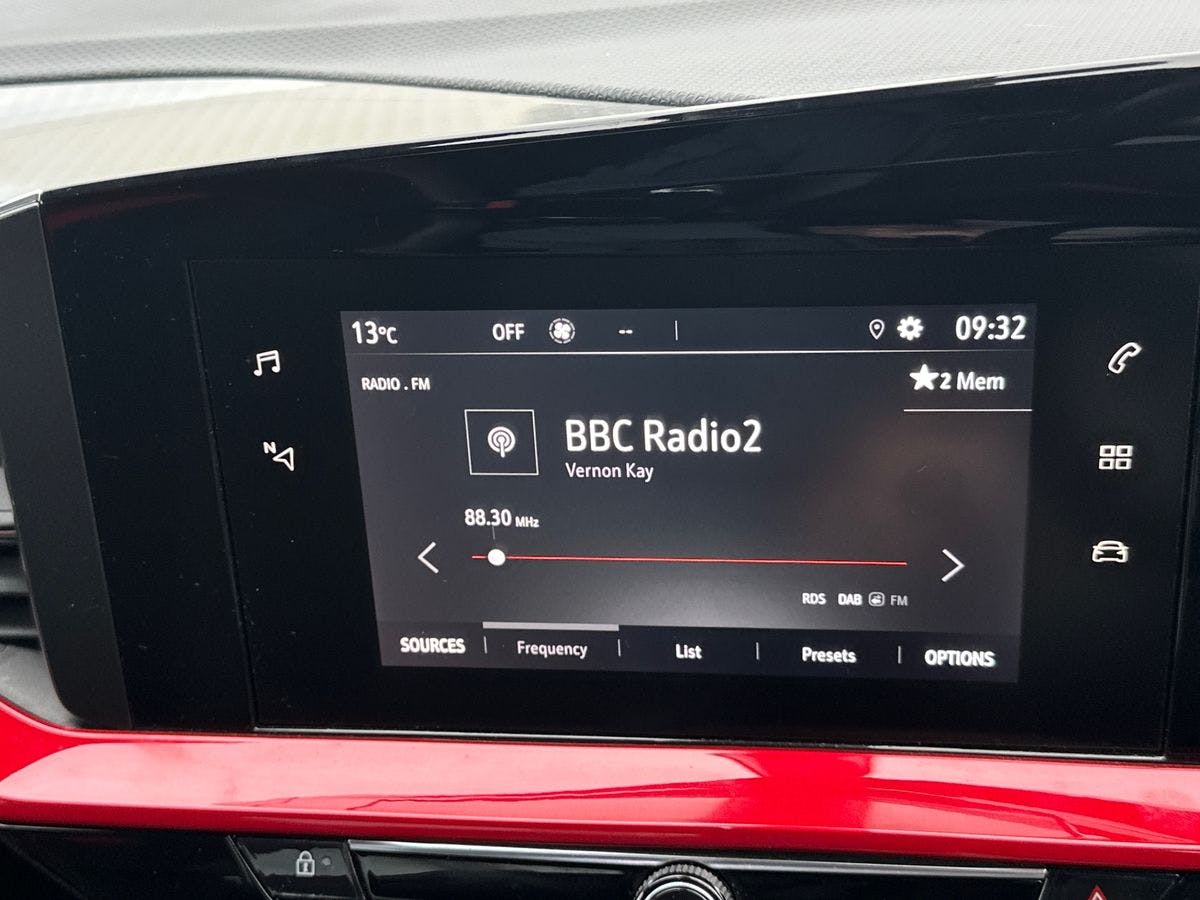 13°C OFF -- 09:32
RADIO . FM
2 Mem
BBC Radio2
Vernon Kay
N
88.30 MHz
RDS DAB FM
SOURCES Frequency List Presets OPTIONS